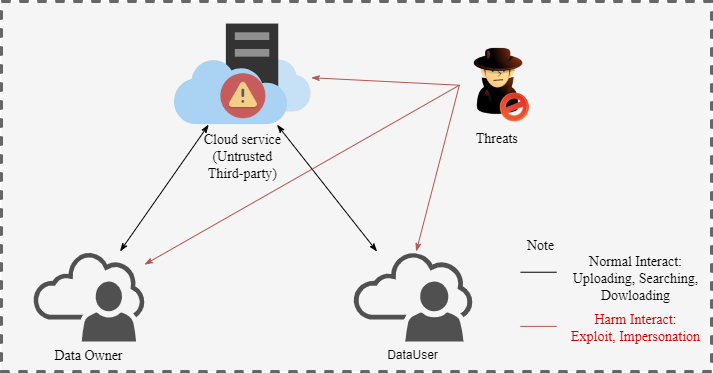 Cloud service
(Untrusted
Third-party)
Threats
Data Owner
DataUser
Note
Normal Interact:
Uploading, Searching,
Dowloading
Harm Interact:
Exploit, Impersonation